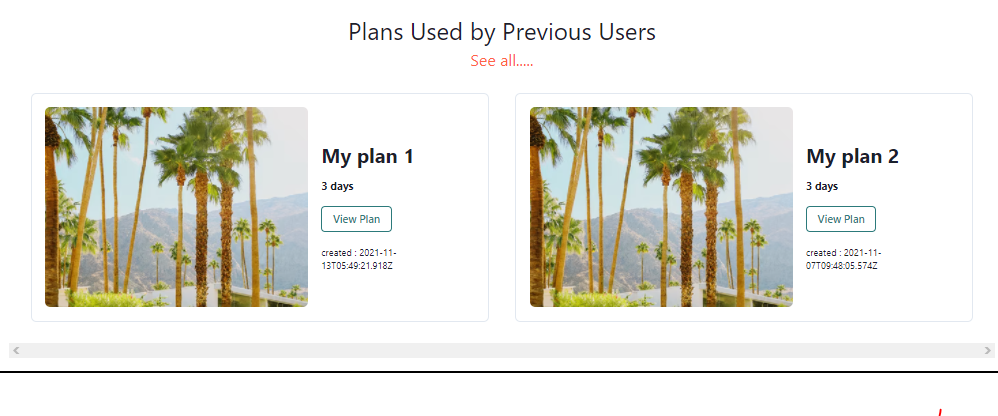 Plans Used by Previous Users
See all.....
My plan 1
3 days
View Plan
created : 2021-11-
13T05:49:21.918Z
My plan 2
3 days
View Plan
created : 2021-11-
07T09:48:05.574Z